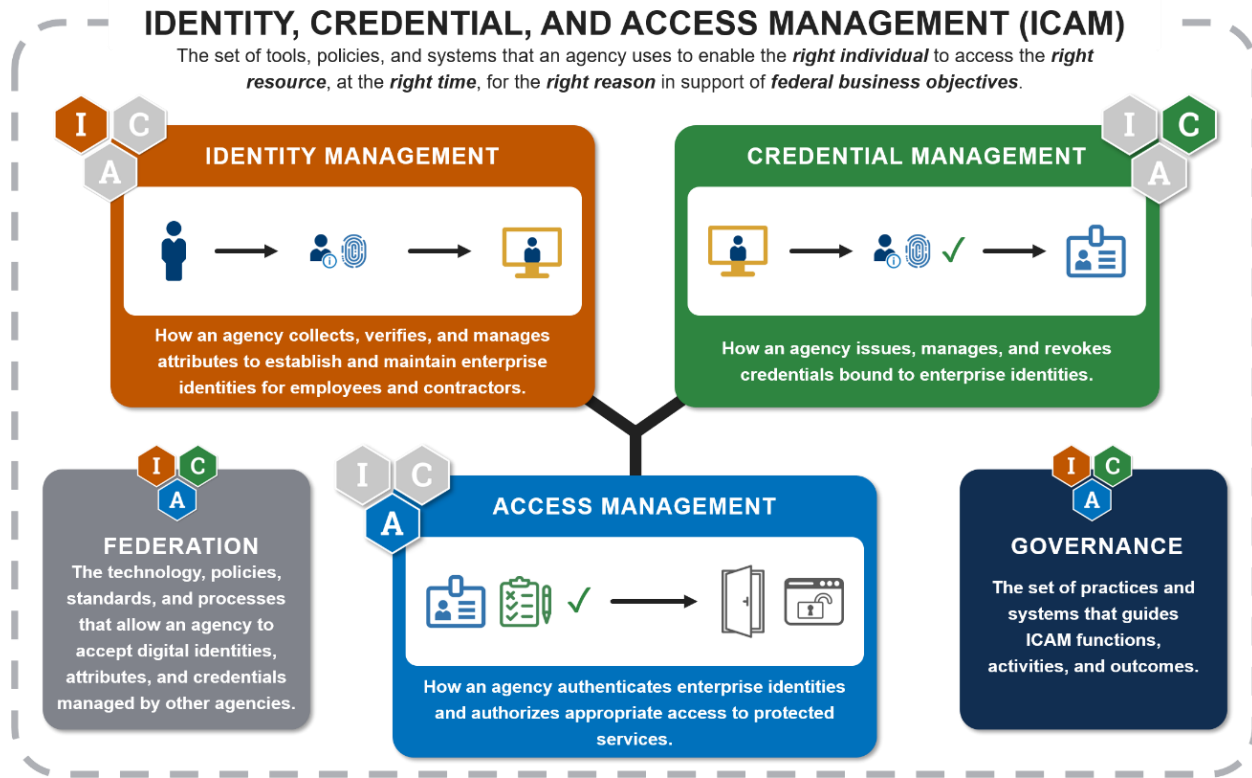 IDENTITY, CREDENTIAL, AND ACCESS MANAGEMENT (ICAM)
The set of tools, policies, and systems that an agency uses to enable the right individual to access the right
resource, at the right time, for the right reason in support of federal business objectives.
I C
A
IDENTITY MANAGEMENT
How an agency collects, verifies, and manages
attributes to establish and maintain enterprise
identities for employees and contractors.
I C
A
CREDENTIAL MANAGEMENT
How an agency issues, manages, and revokes
credentials bound to enterprise identities.
I C
A
FEDERATION
The technology, policies,
standards, and processes
that allow an agency to
accept digital identities,
attributes, and credentials
managed by other agencies.
I C
A
ACCESS MANAGEMENT
How an agency authenticates enterprise identities
and authorizes appropriate access to protected
services.
I C
A
GOVERNANCE
The set of practices and
systems that guides
ICAM functions,
activities, and outcomes.